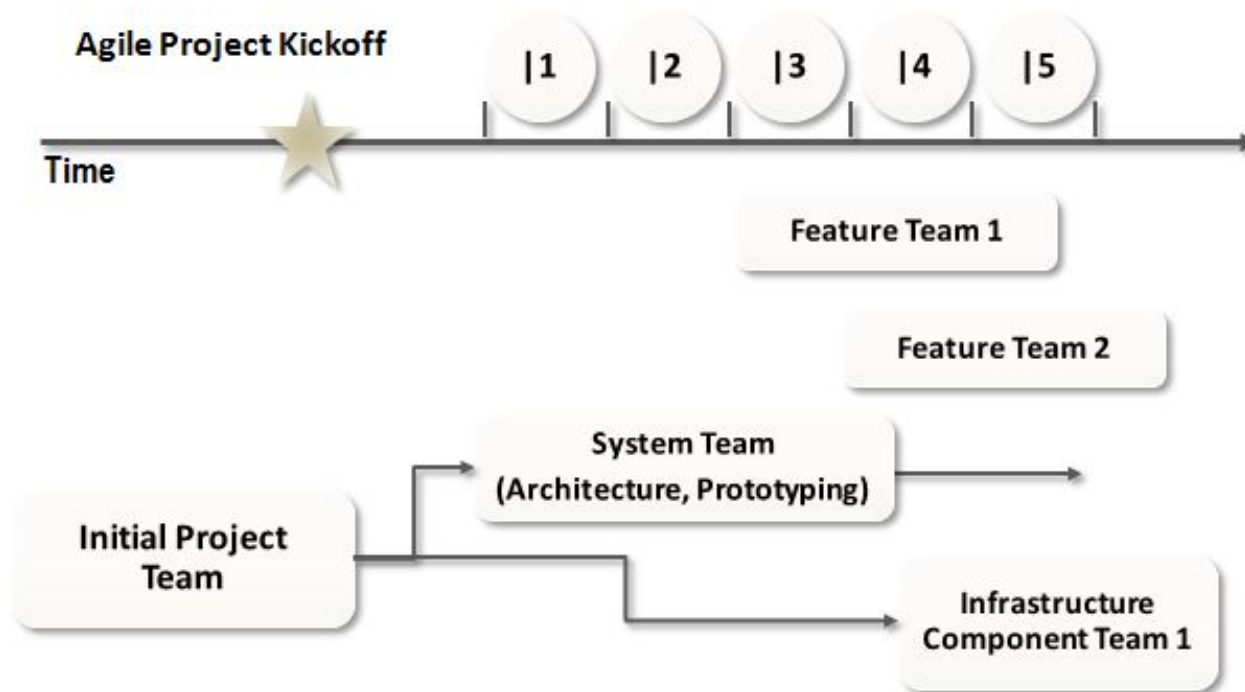 Agile Project Kickoff
|1
|2
|3
|4
|5
Time
Feature Team 1
Feature Team 2
System Team
(Architecture, Prototyping)
Initial Project
Team
Infrastructure
Component Team 1